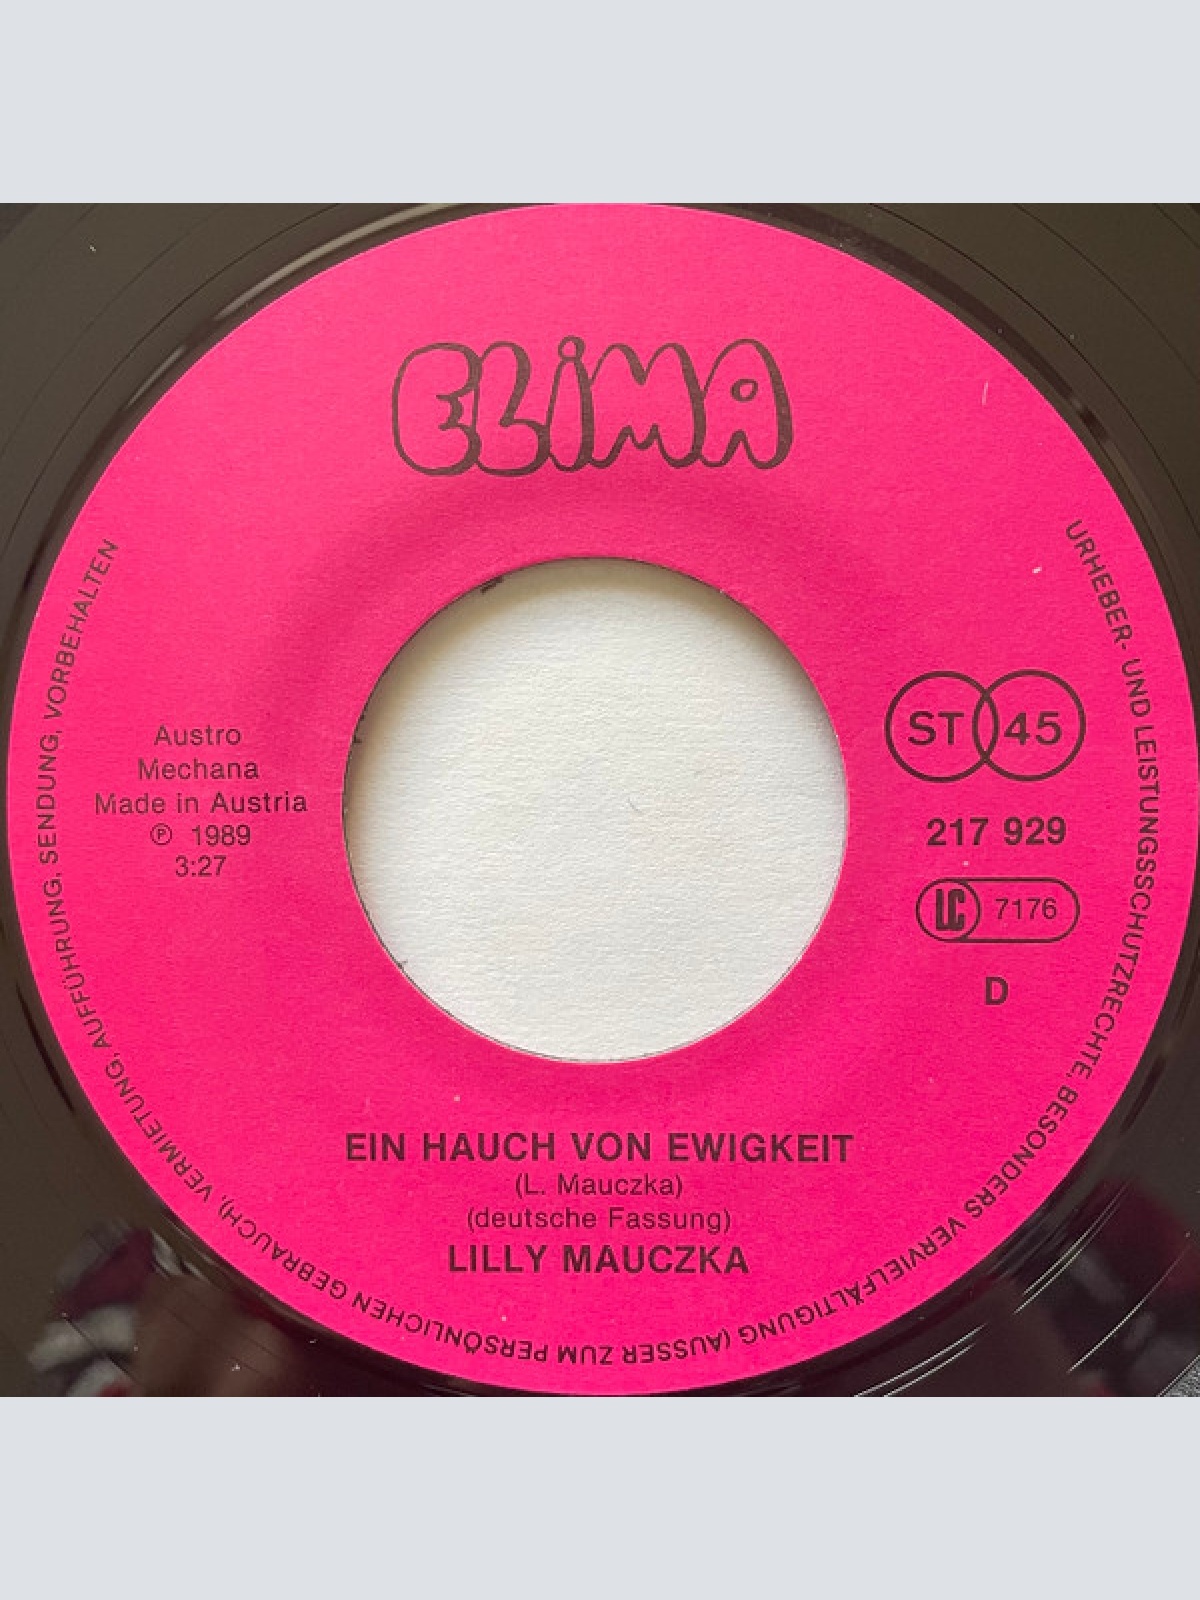 ELiMA
Austro
Mechana
Made in Austria
℗ 1989
3:27
ST 45
217 929
LC 7176
D
EIN HAUCH VON EWIGKEIT
(L. Mauczka)
(deutsche Fassung)
LILLY MAUCZKA
URHEBER- UND LEISTUNGSSCHUTZRECHTE, BESONDERS VERVIELFÄLTIGUNG (AUSSER ZUM PERSÖNLICHEN GEBRAUCH), VERMIETUNG, AUFFÜHRUNG, SENDUNG, VORBEHALTEN